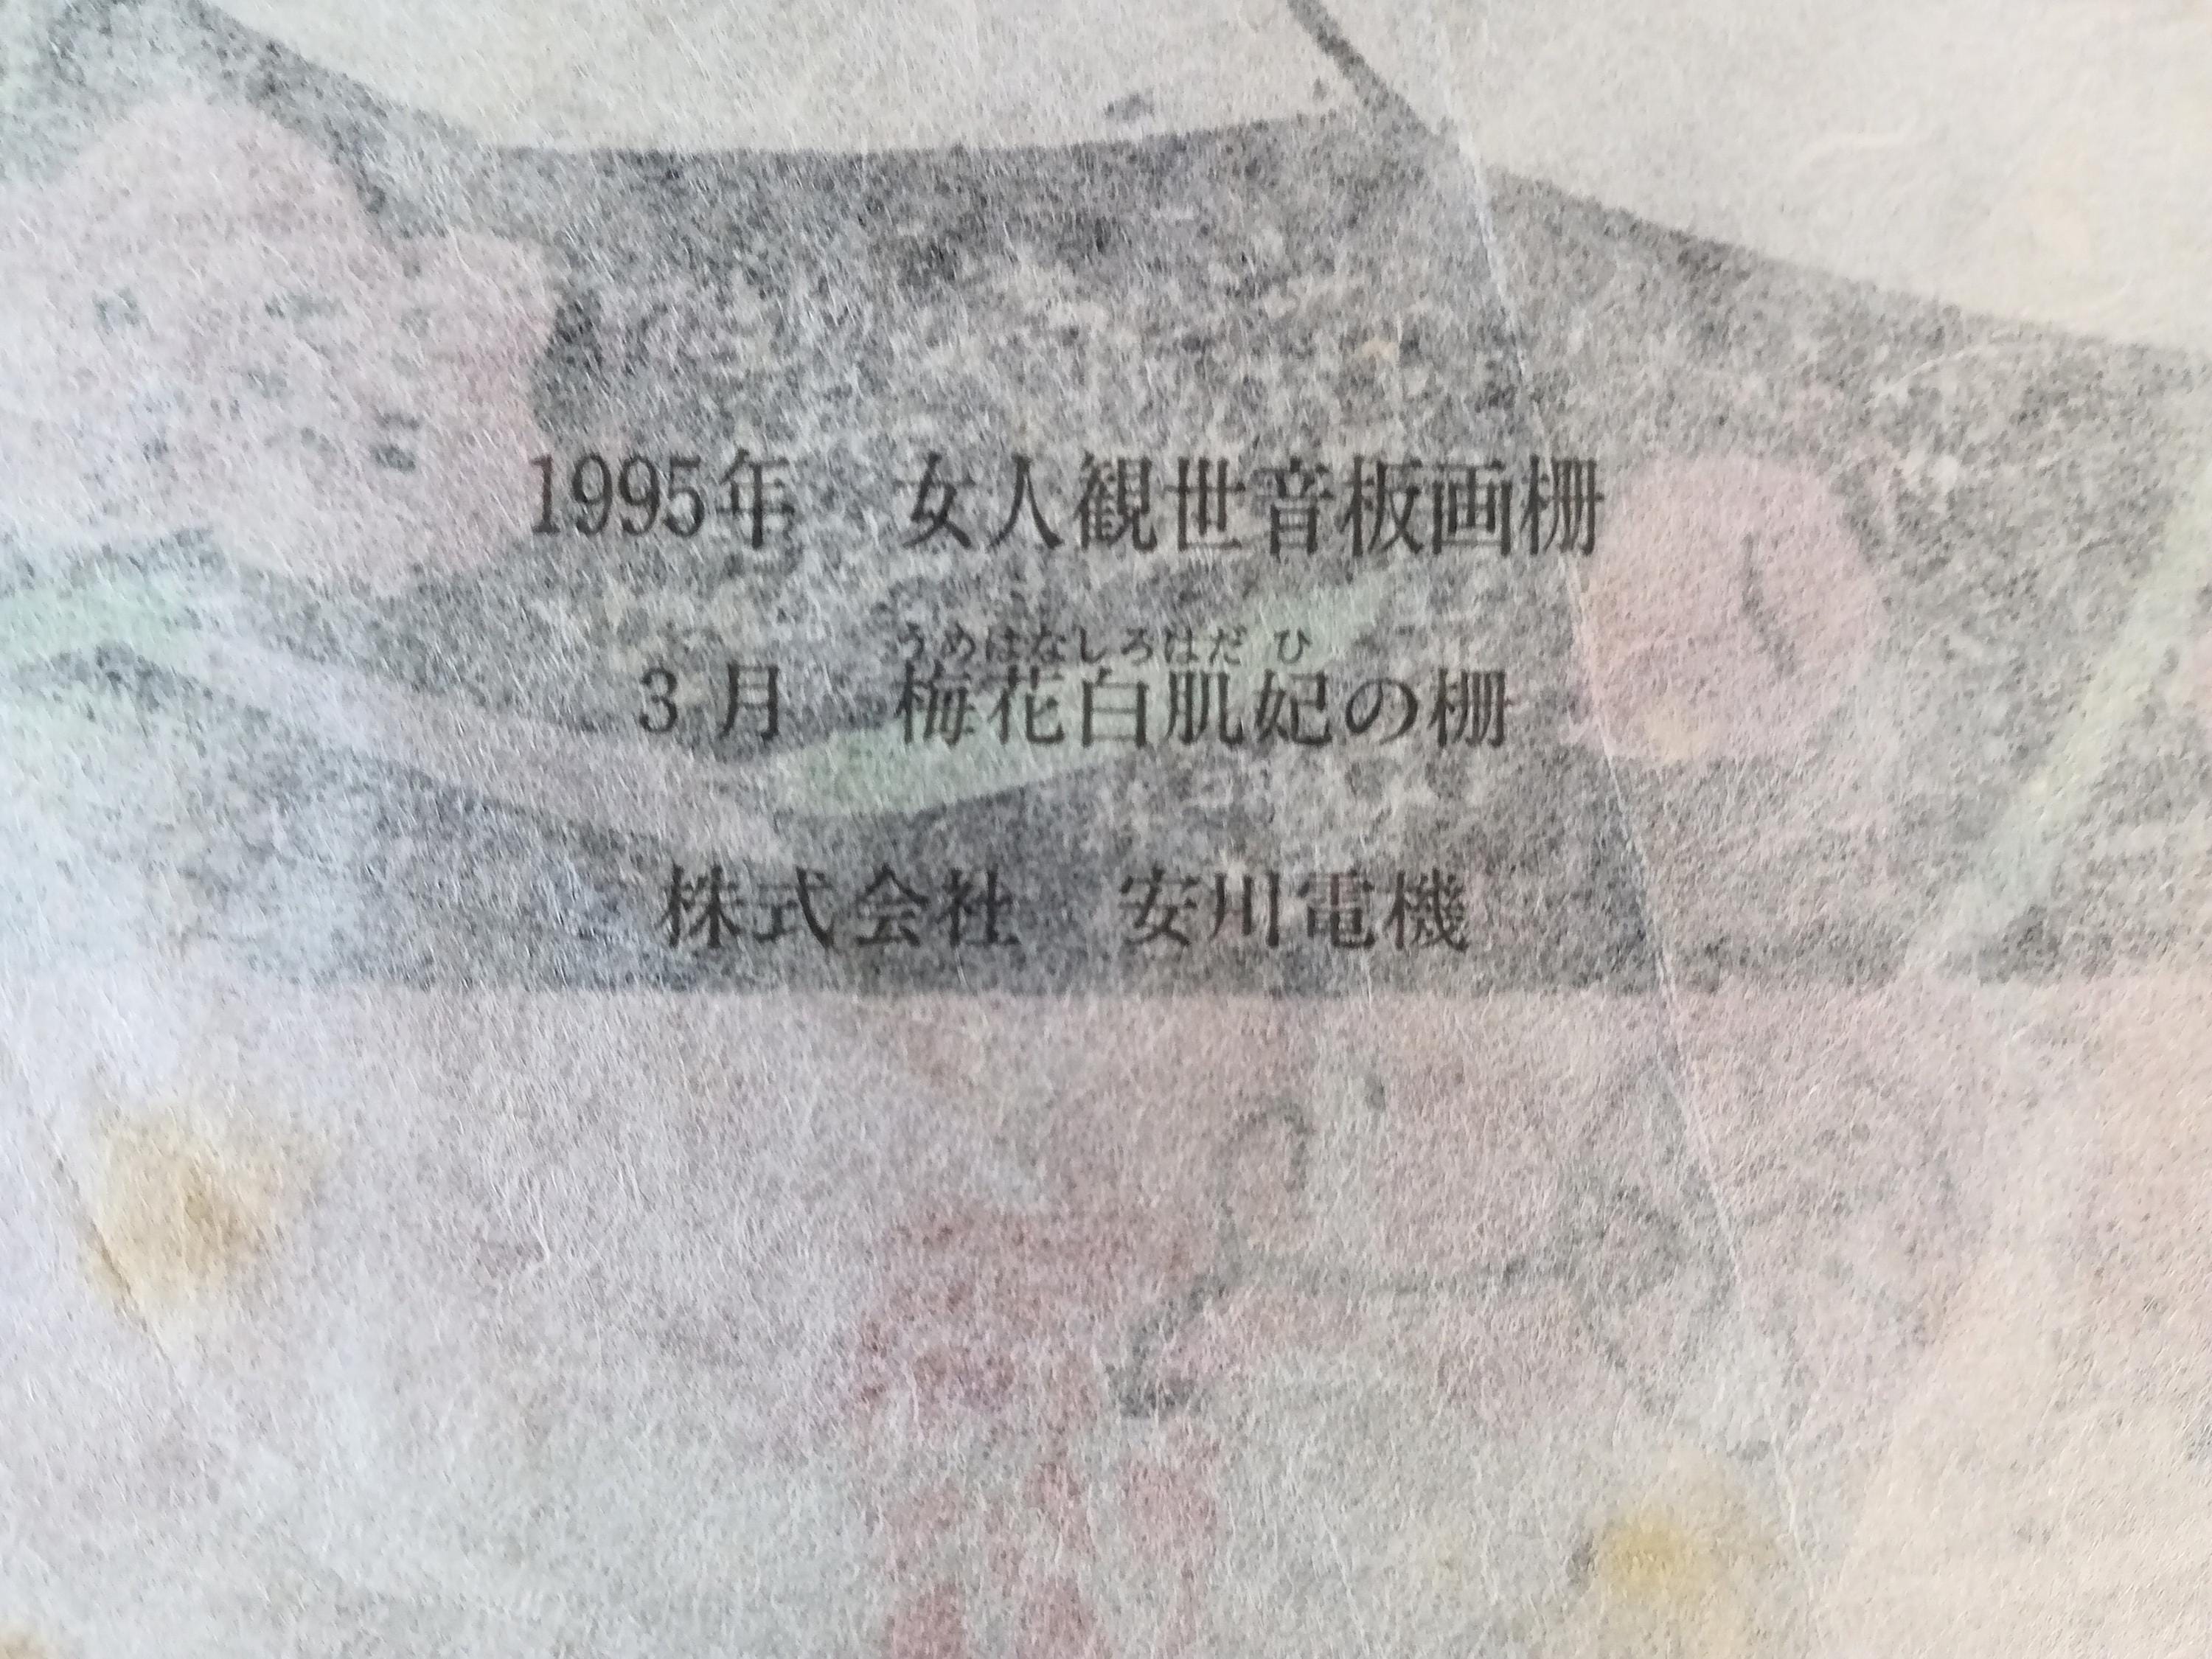 1995年　女人観世音板画柵
うめはなしろはだ ひ
3 月　梅花白肌妃の柵
株式会社　安川電機